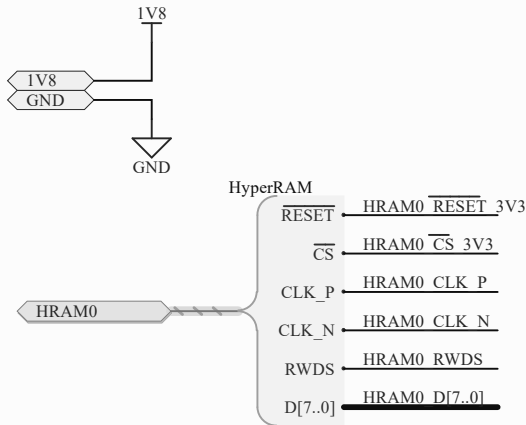 1V8
1V8
GND
GND
HyperRAM
RESET HRAM0_RESET_3V3
CS HRAM0_CS_3V3
CLK_P HRAM0_CLK_P
HRAM0
CLK_N HRAM0_CLK_N
RWDS HRAM0_RWDS
D[7..0] HRAM0_D[7..0]